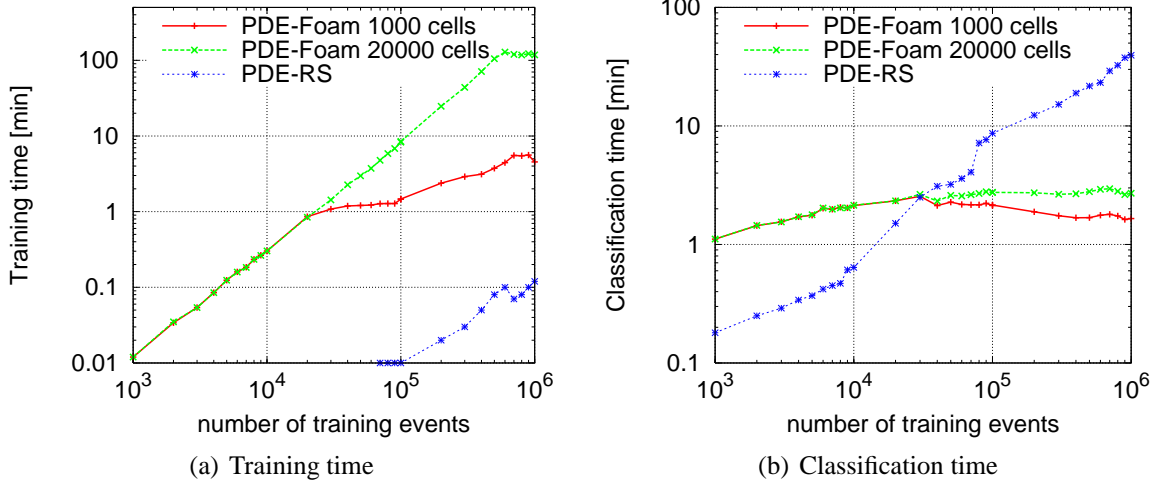 PDE-Foam 1000 cells
PDE-Foam 20000 cells
PDE-RS
Training time [min]
100
10
1
0.1
0.01
10^3
10^4
10^5
10^6
number of training events
(a) Training time
PDE-Foam 1000 cells
PDE-Foam 20000 cells
PDE-RS
Classification time [min]
100
10
1
0.1
10^3
10^4
10^5
10^6
number of training events
(b) Classification time